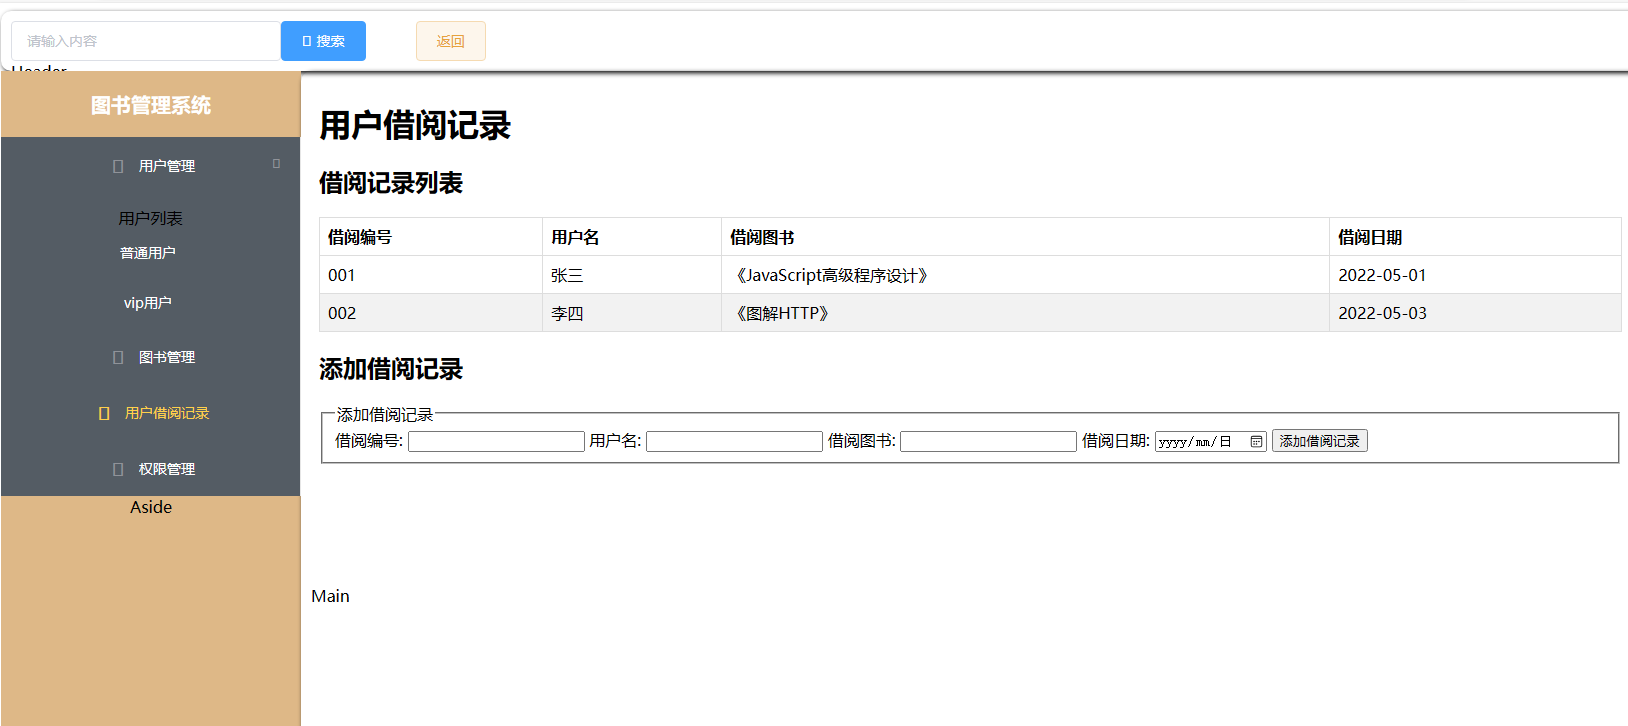 请输入内容 搜索 返回
Header
图书管理系统
用户管理
用户列表
普通用户
vip用户
图书管理
用户借阅记录
权限管理
Aside
用户借阅记录
借阅记录列表
借阅编号 用户名 借阅图书 借阅日期
001 张三 《JavaScript高级程序设计》 2022-05-01
002 李四 《图解HTTP》 2022-05-03
添加借阅记录
添加借阅记录
借阅编号: 用户名: 借阅图书: 借阅日期: yyyy/mm/日 添加借阅记录
Main